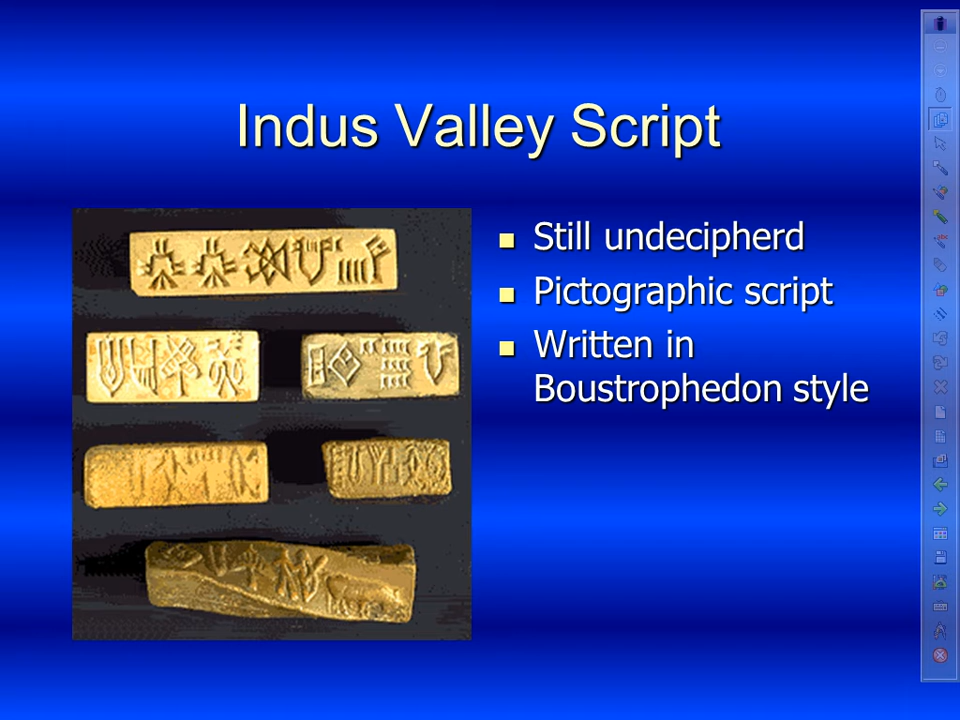 Indus Valley Script
Still undecipherd
Pictographic script
Written in
Boustrophedon style